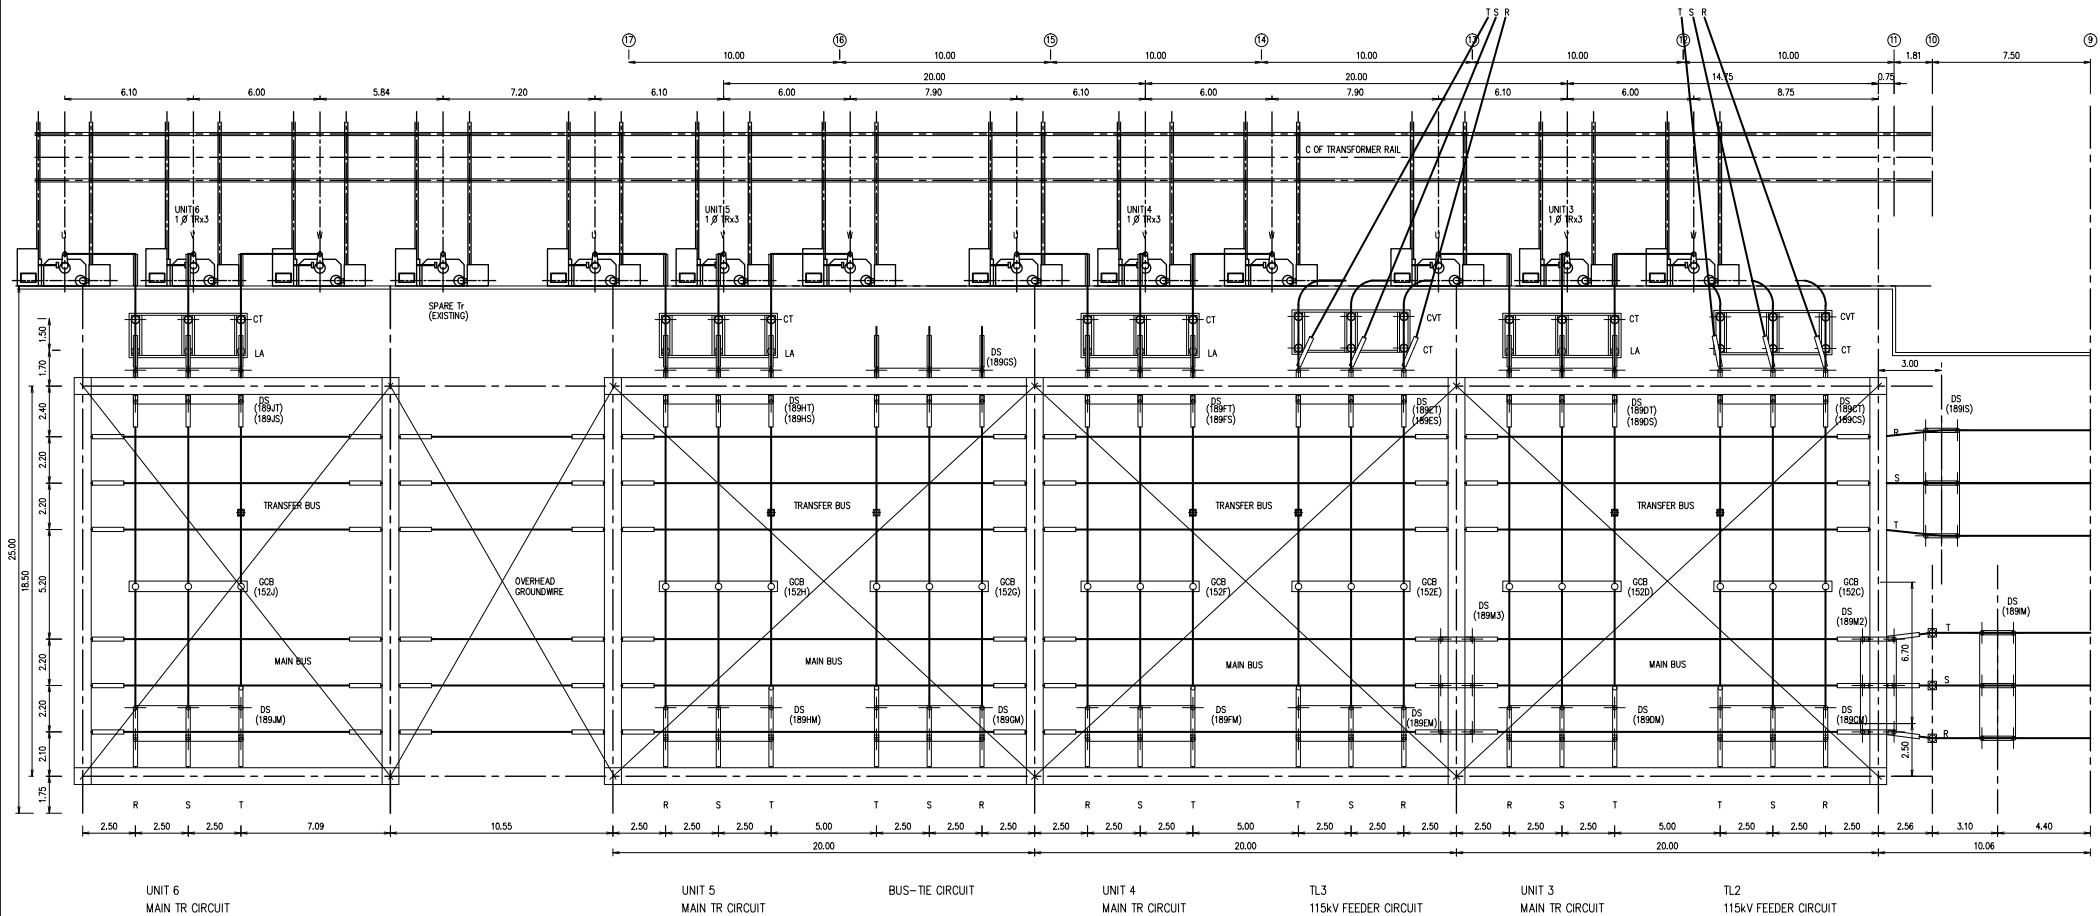 T S R
T S R
17
16
15
14
13
12
11
10
9
10.00
10.00
10.00
10.00
10.00
10.00
1.81
7.50
20.00
20.00
14.75
0.75
6.10
6.00
5.84
7.20
6.10
6.00
7.90
6.10
6.00
7.90
6.10
6.00
8.75
C OF TRANSFORMER RAIL
UNIT 6
1 Ø TRx3
UNIT 5
1 Ø TRx3
UNIT 4
1 Ø TRx3
UNIT 3
1 Ø TRx3
U
V
W
U
V
W
U
V
W
U
V
W
SPARE Tr
(EXISTING)
CT
LA
CT
LA
DS
(189GS)
CT
LA
CVT
CT
CT
LA
CVT
CT
3.00
1.50
1.70
2.40
2.20
2.20
5.20
2.20
2.20
2.10
1.75
18.50
25.00
DS
(189JT)
(189JS)
DS
(189HT)
(189HS)
DS
(189FT)
(189FS)
DS
(189ET)
(189ES)
DS
(189DT)
(189DS)
DS
(189CT)
(189CS)
DS
(189IS)
R
S
T
TRANSFER BUS
TRANSFER BUS
TRANSFER BUS
TRANSFER BUS
GCB
(152J)
OVERHEAD
GROUNDWIRE
GCB
(152H)
GCB
(152G)
GCB
(152F)
GCB
(152E)
GCB
(152D)
GCB
(152C)
DS
(189M3)
DS
(189M2)
DS
(189IM)
T
S
R
6.70
2.50
MAIN BUS
MAIN BUS
MAIN BUS
MAIN BUS
DS
(189JM)
DS
(189HM)
DS
(189GM)
DS
(189FM)
DS
(189EM)
DS
(189DM)
DS
(189CM)
R S T R S T T S R R S T T S R R S T T S R
2.50 2.50 2.50 7.09 10.55 2.50 2.50 2.50 5.00 2.50 2.50 2.50 2.50 2.50 2.50 5.00 2.50 2.50 2.50 2.50 2.50 2.50 5.00 2.50 2.50 2.50 2.56 3.10 4.40
20.00 20.00 20.00 10.06
UNIT 6
MAIN TR CIRCUIT
UNIT 5
MAIN TR CIRCUIT
BUS-TIE CIRCUIT
UNIT 4
MAIN TR CIRCUIT
TL3
115kV FEEDER CIRCUIT
UNIT 3
MAIN TR CIRCUIT
TL2
115kV FEEDER CIRCUIT